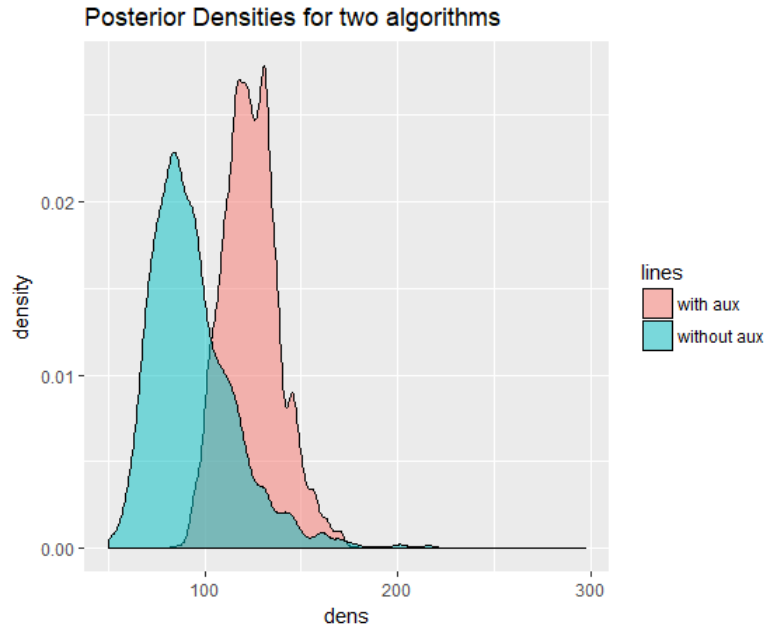 Posterior Densities for two algorithms
0.02
0.01
0.00
density
100
200
300
dens
lines
with aux
without aux